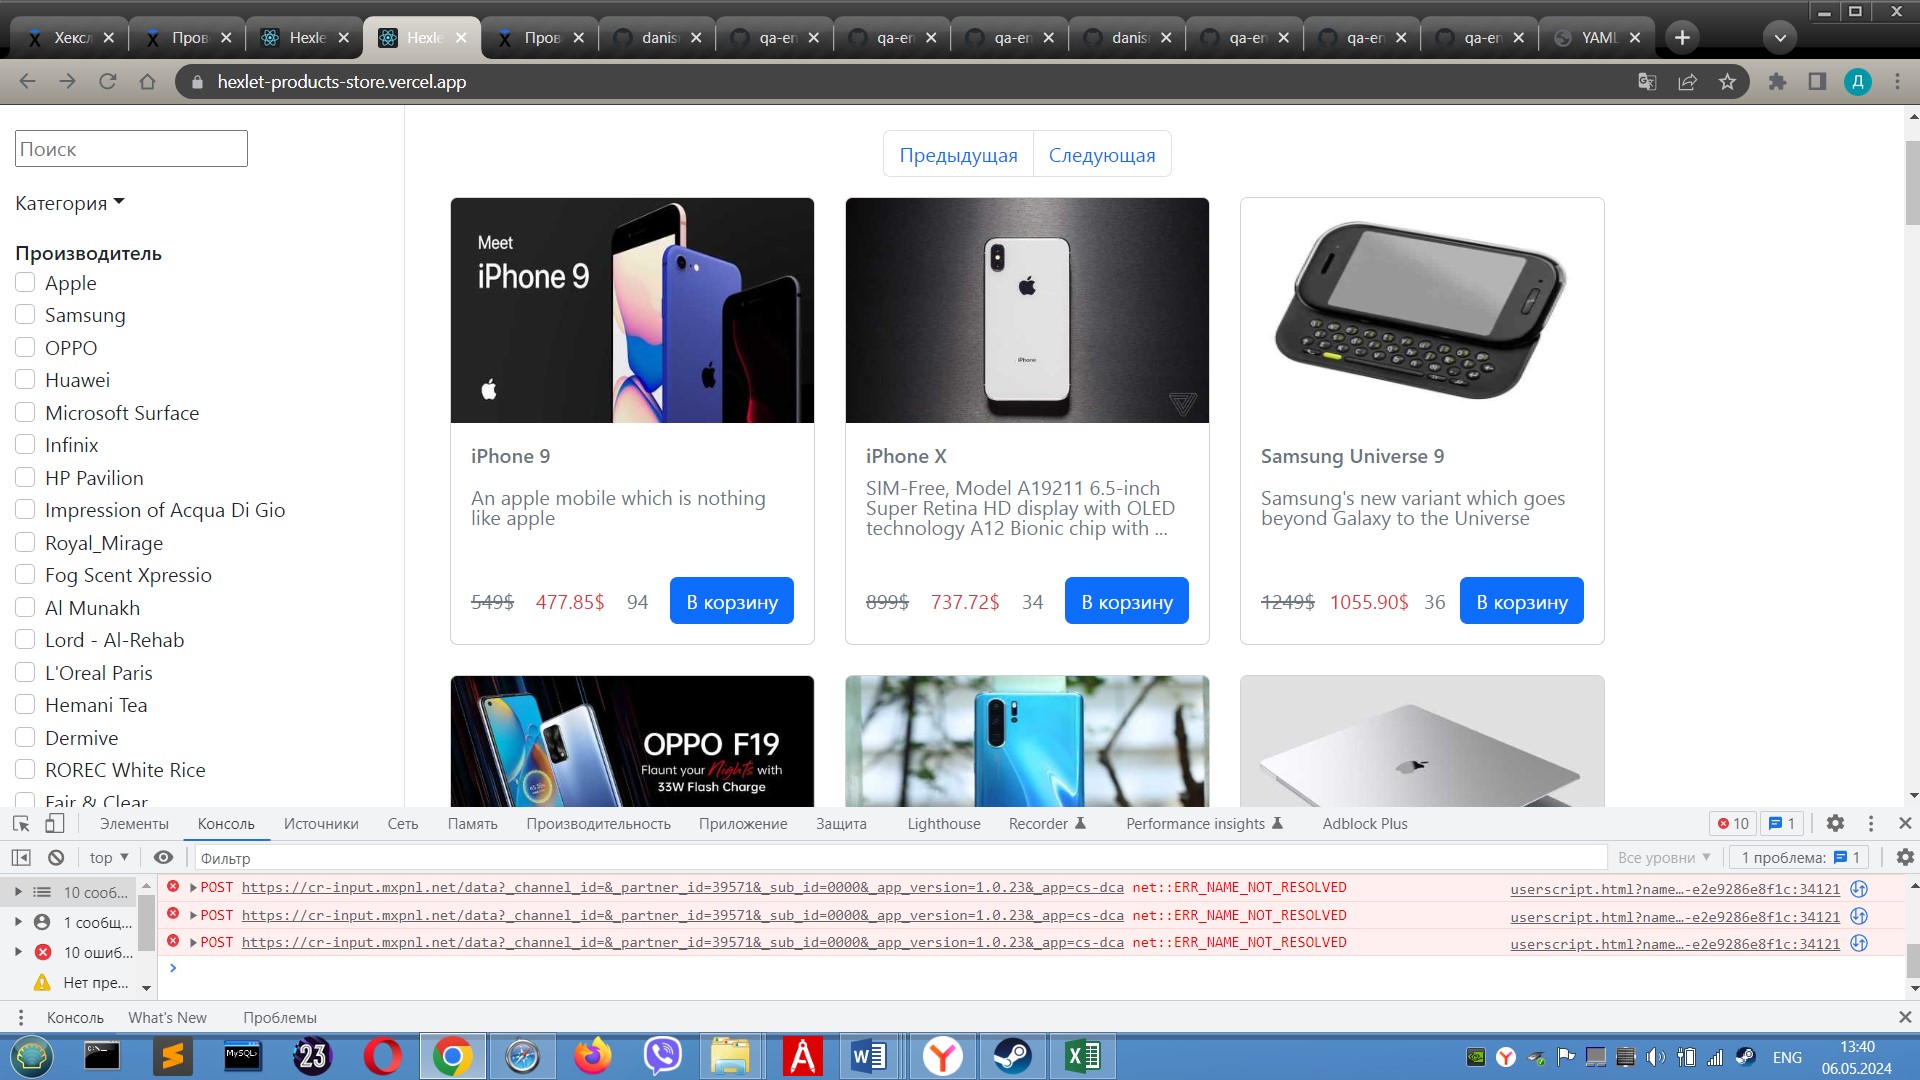 Хексл
Пров
Hexle
Hexle
Пров
danis
qa-en
qa-en
qa-en
danis
qa-en
qa-en
qa-en
YAML
hexlet-products-store.vercel.app
Д
Поиск
Категория
Производитель
Apple
Samsung
OPPO
Huawei
Microsoft Surface
Infinix
HP Pavilion
Impression of Acqua Di Gio
Royal_Mirage
Fog Scent Xpressio
Al Munakh
Lord - Al-Rehab
L'Oreal Paris
Hemani Tea
Dermive
ROREC White Rice
Fair & Clear
Предыдущая
Следующая
Meet
iPhone 9
iPhone
iPhone 9
An apple mobile which is nothing
like apple
549$ 477.85$ 94 В корзину
iPhone X
SIM-Free, Model A19211 6.5-inch
Super Retina HD display with OLED
technology A12 Bionic chip with ...
899$ 737.72$ 34 В корзину
Samsung Universe 9
Samsung's new variant which goes
beyond Galaxy to the Universe
1249$ 1055.90$ 36 В корзину
OPPO F19
Flaunt your Nights with
33W Flash Charge
Элементы Консоль Источники Сеть Память Производительность Приложение Защита Lighthouse Recorder Performance insights Adblock Plus 10 1
top Фильтр Все уровни 1 проблема: 1
10 сооб...
1 сообщ...
10 ошиб...
Нет пре...
POST https://cr-input.mxpnl.net/data?_channel_id=&_partner_id=39571&_sub_id=0000&_app_version=1.0.23&_app=cs-dca net::ERR_NAME_NOT_RESOLVED userscript.html?name…-e2e9286e8f1c:34121
POST https://cr-input.mxpnl.net/data?_channel_id=&_partner_id=39571&_sub_id=0000&_app_version=1.0.23&_app=cs-dca net::ERR_NAME_NOT_RESOLVED userscript.html?name…-e2e9286e8f1c:34121
POST https://cr-input.mxpnl.net/data?_channel_id=&_partner_id=39571&_sub_id=0000&_app_version=1.0.23&_app=cs-dca net::ERR_NAME_NOT_RESOLVED userscript.html?name…-e2e9286e8f1c:34121
Консоль What's New Проблемы
MySQL
23
ENG
13:40
06.05.2024